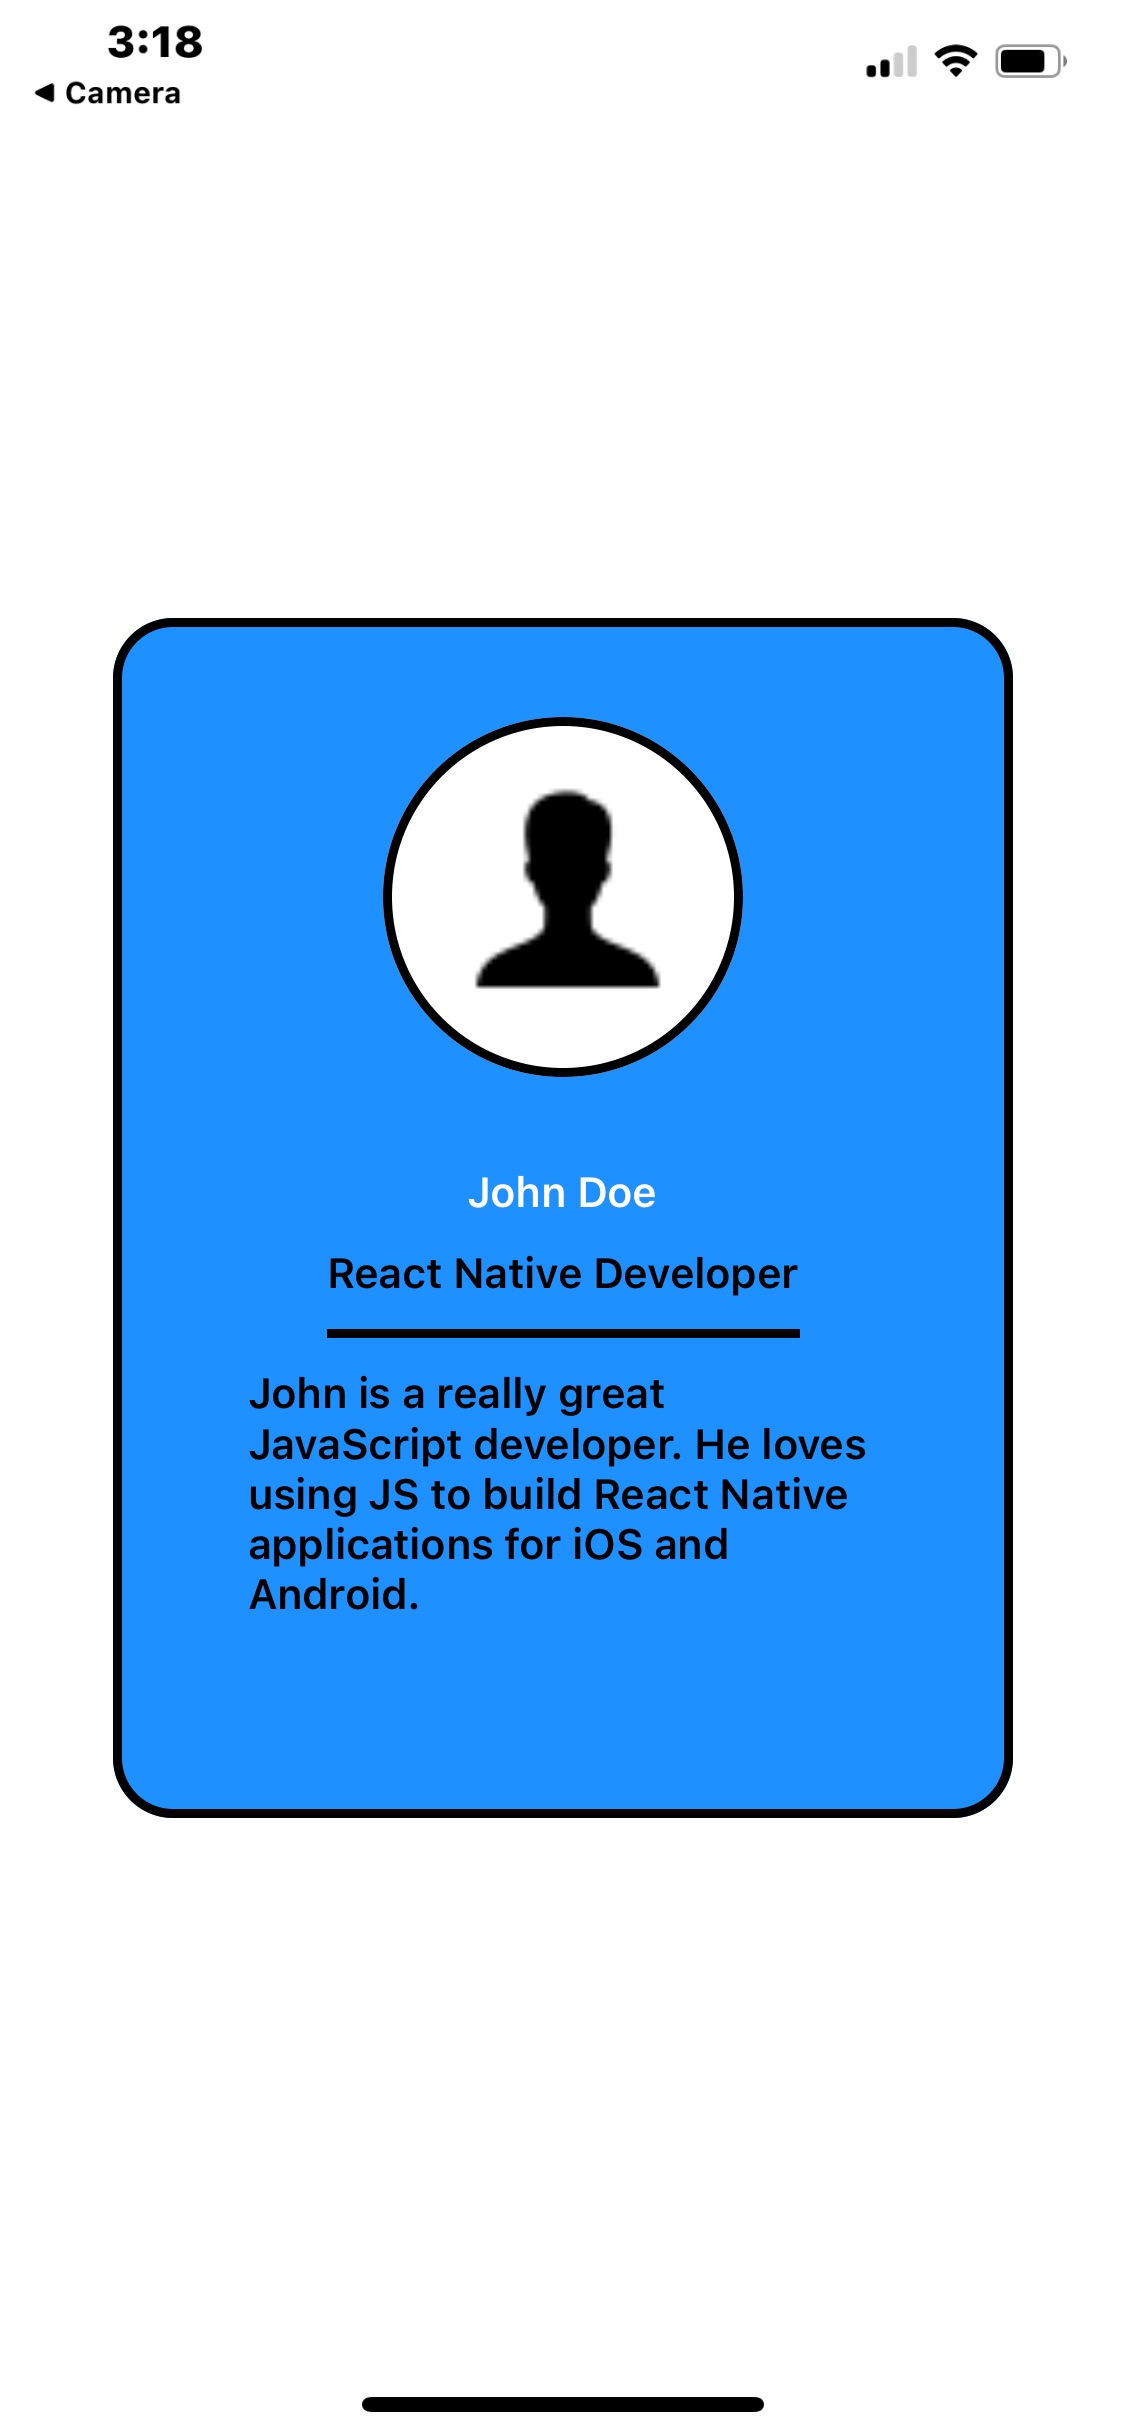 3:18
◀ Camera
John Doe
React Native Developer
John is a really great
JavaScript developer. He loves
using JS to build React Native
applications for iOS and
Android.